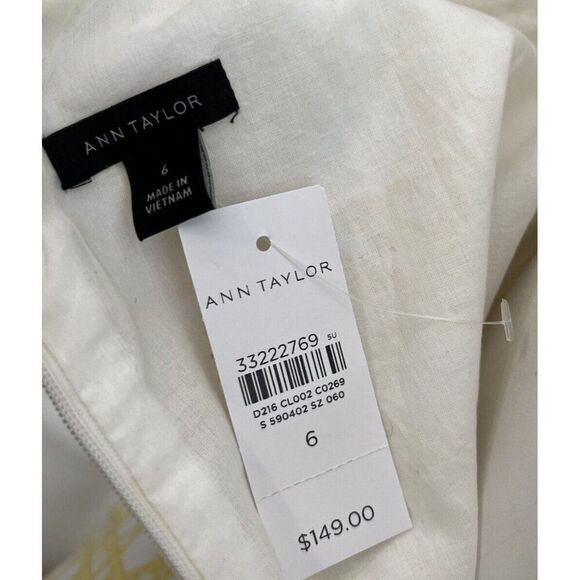 ANN TAYLOR
6
MADE IN
VIETNAM
ANN TAYLOR
33222769 SU
D216 CL002 C0269
S 590402 SZ 060
6
$149.00